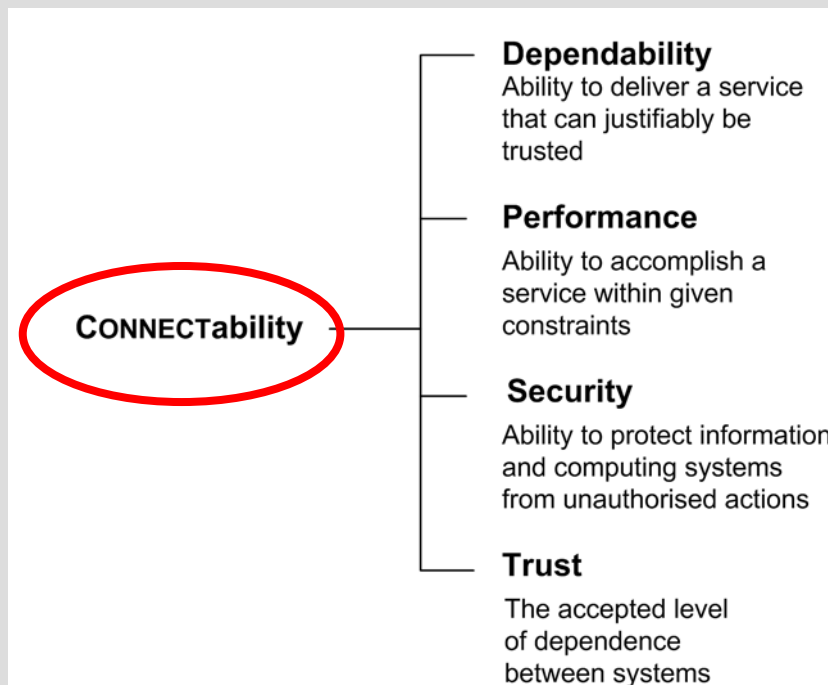 Dependability
Ability to deliver a service
that can justifiably be
trusted
Performance
Ability to accomplish a
service within given
constraints
CONNECTability
Security
Ability to protect information
and computing systems
from unauthorised actions
Trust
The accepted level
of dependence
between systems